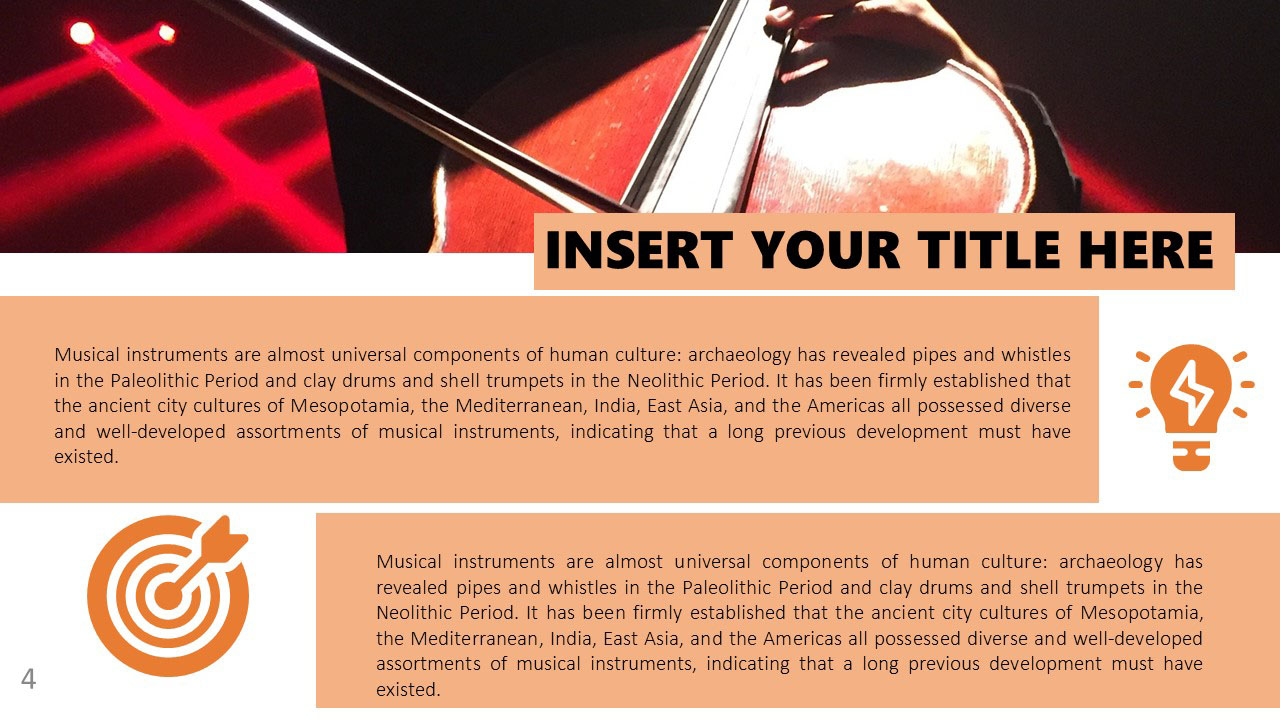 INSERT YOUR TITLE HERE
Musical instruments are almost universal components of human culture: archaeology has revealed pipes and whistles
in the Paleolithic Period and clay drums and shell trumpets in the Neolithic Period. It has been firmly established that
the ancient city cultures of Mesopotamia, the Mediterranean, India, East Asia, and the Americas all possessed diverse
and well-developed assortments of musical instruments, indicating that a long previous development must have
existed.
Musical instruments are almost universal components of human culture: archaeology has
revealed pipes and whistles in the Paleolithic Period and clay drums and shell trumpets in the
Neolithic Period. It has been firmly established that the ancient city cultures of Mesopotamia,
the Mediterranean, India, East Asia, and the Americas all possessed diverse and well-developed
assortments of musical instruments, indicating that a long previous development must have
existed.
4